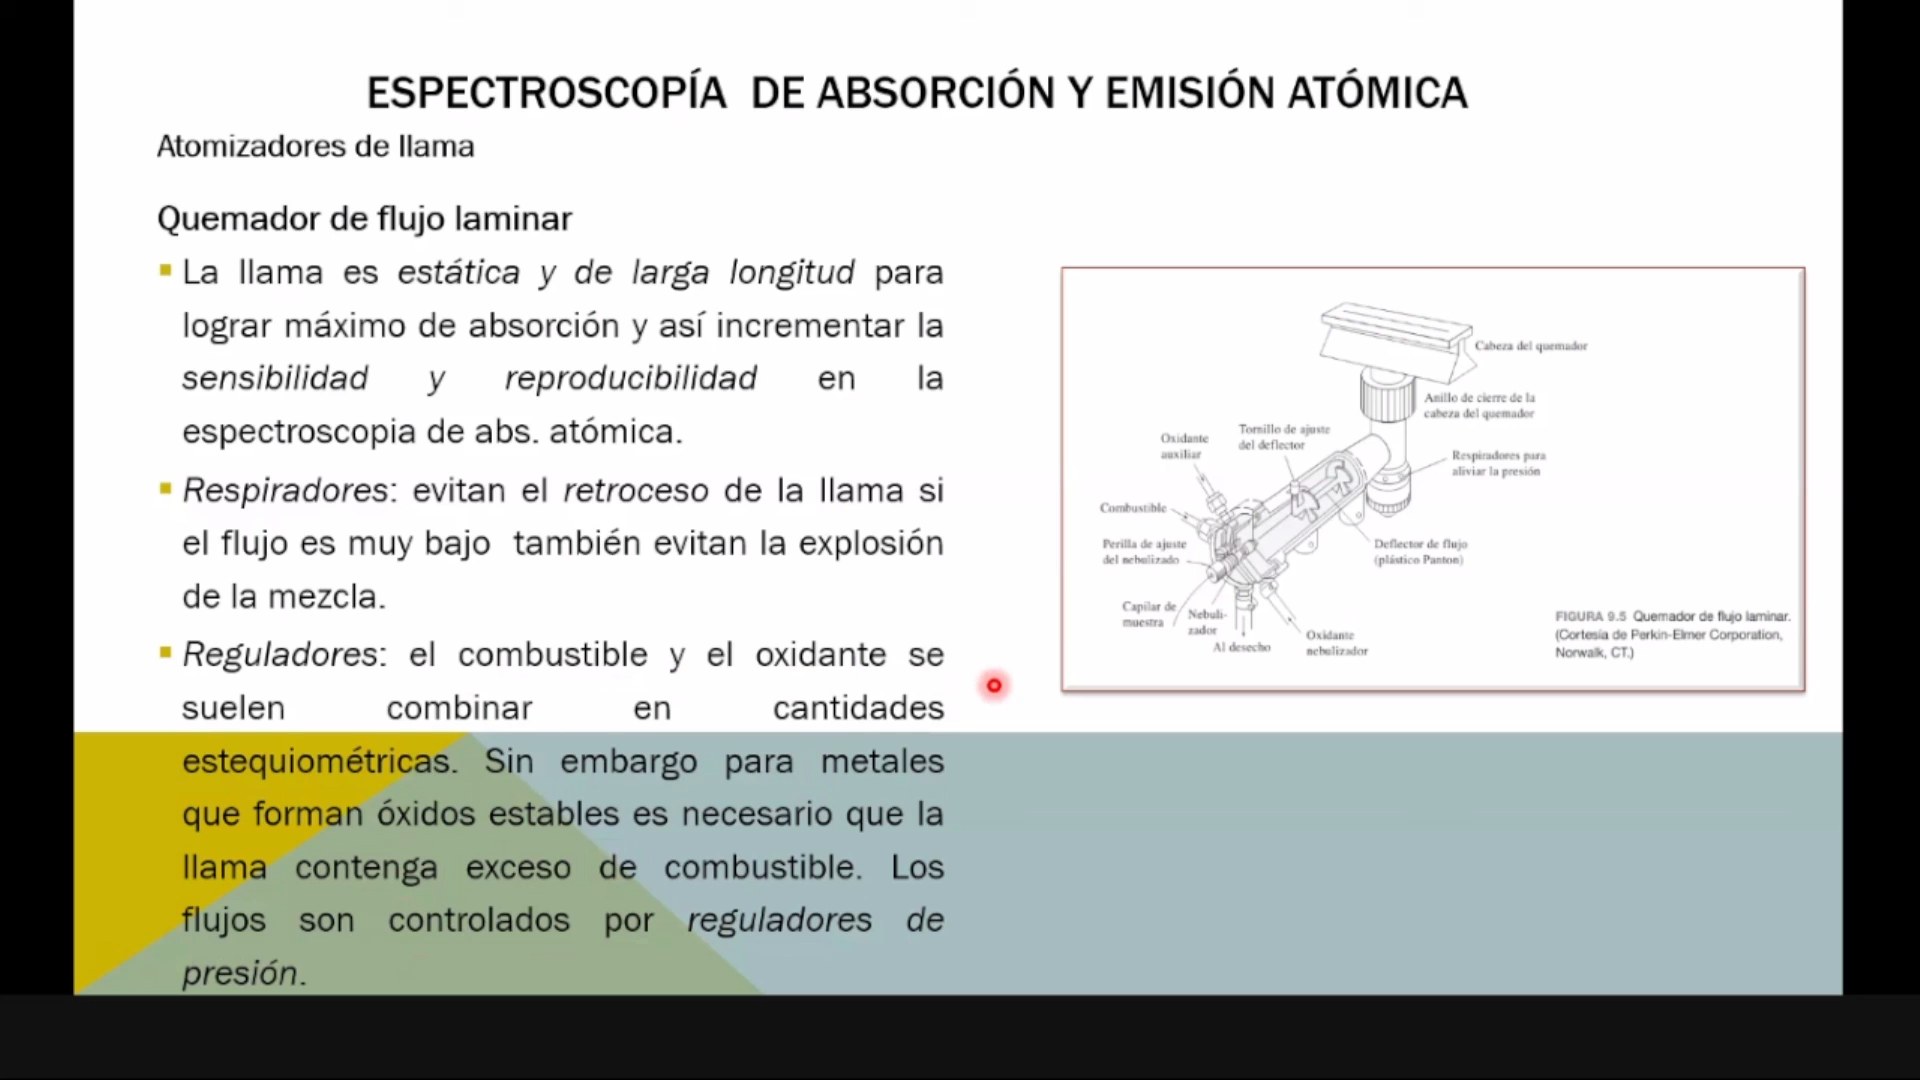 ESPECTROSCOPÍA DE ABSORCIÓN Y EMISIÓN ATÓMICA
Atomizadores de llama
Quemador de flujo laminar
▪ La llama es estática y de larga longitud para
lograr máximo de absorción y así incrementar la
sensibilidad y reproducibilidad en la
espectroscopia de abs. atómica.
▪ Respiradores: evitan el retroceso de la llama si
el flujo es muy bajo también evitan la explosión
de la mezcla.
▪ Reguladores: el combustible y el oxidante se
suelen combinar en cantidades
estequiométricas. Sin embargo para metales
que forman óxidos estables es necesario que la
llama contenga exceso de combustible. Los
flujos son controlados por reguladores de
presión.
Cabeza del quemador
Anillo de cierre de la
cabeza del quemador
Tornillo de ajuste
del deflector
Oxidante
auxiliar
Respiradores para
aliviar la presión
Combustible
Perilla de ajuste
del nebulizado
Deflector de flujo
(plástico Panton)
Capilar de
muestra
Nebuli-
zador
Al desecho
Oxidante
nebulizador
FIGURA 9.5 Quemador de flujo laminar.
(Cortesía de Perkin-Elmer Corporation,
Norwalk, CT.)